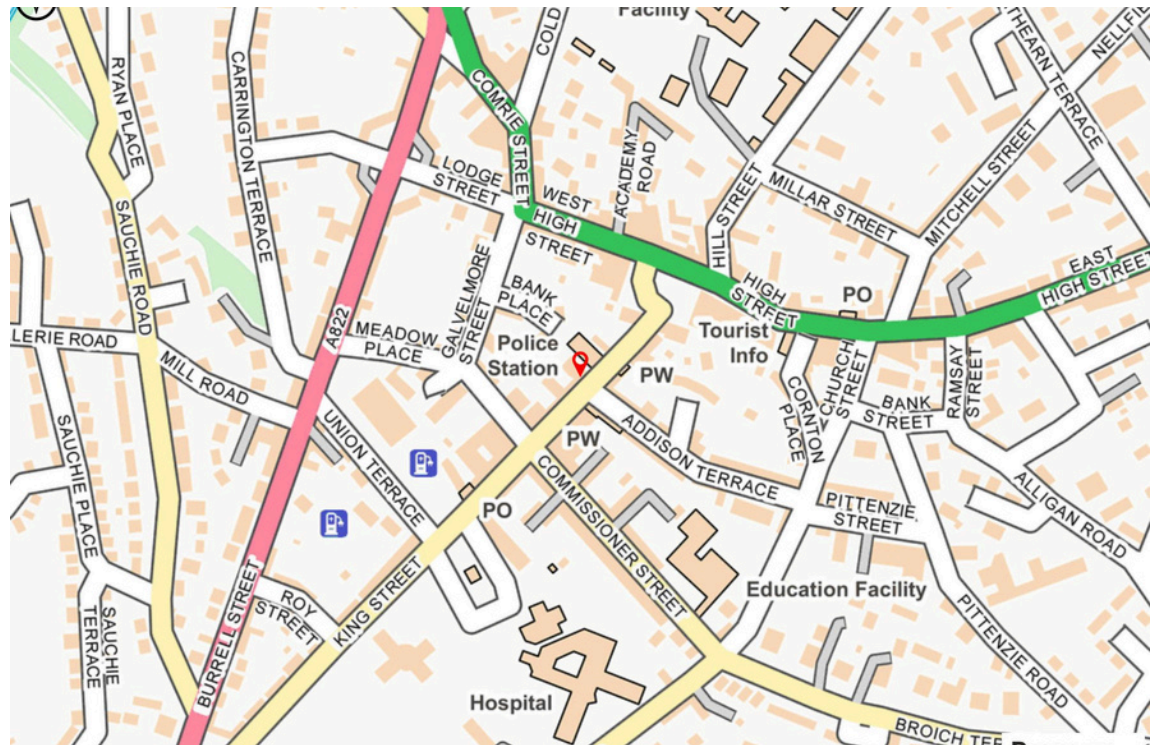 Facility
COLD
THEARN TERRACE
NELLFIE
RYAN PLACE
CARRINGTON TERRACE
COMRIE STREET
ACADEMY
ROAD
MITCHELL STREET
LODGE
STREET
WEST
HIGH
STREET
MILLAR STREET
HILL STREET
SAUCHIE ROAD
EAST
HIGH STREET
HIGH
STREET
PO
BANK
PLACE
GALVELMORE
STREET
A822
MEADOW
PLACE
Police
Station
Tourist
Info
LERIE ROAD
MILL ROAD
PW
CORNTON
PLACE
CHURCH
STREET
RAMSAY
STREET
BANK
STREET
UNION TERRACE
PW
ADDISON TERRACE
SAUCHIE PLACE
COMMISSIONER STREET
ALLIGAN ROAD
PO
PITTENZIE
STREET
KING STREET
ROY
STREET
Education Facility
SAUCHIE
TERRACE
BURRELL STREET
PITTENZIE ROAD
Hospital
BROICH TER